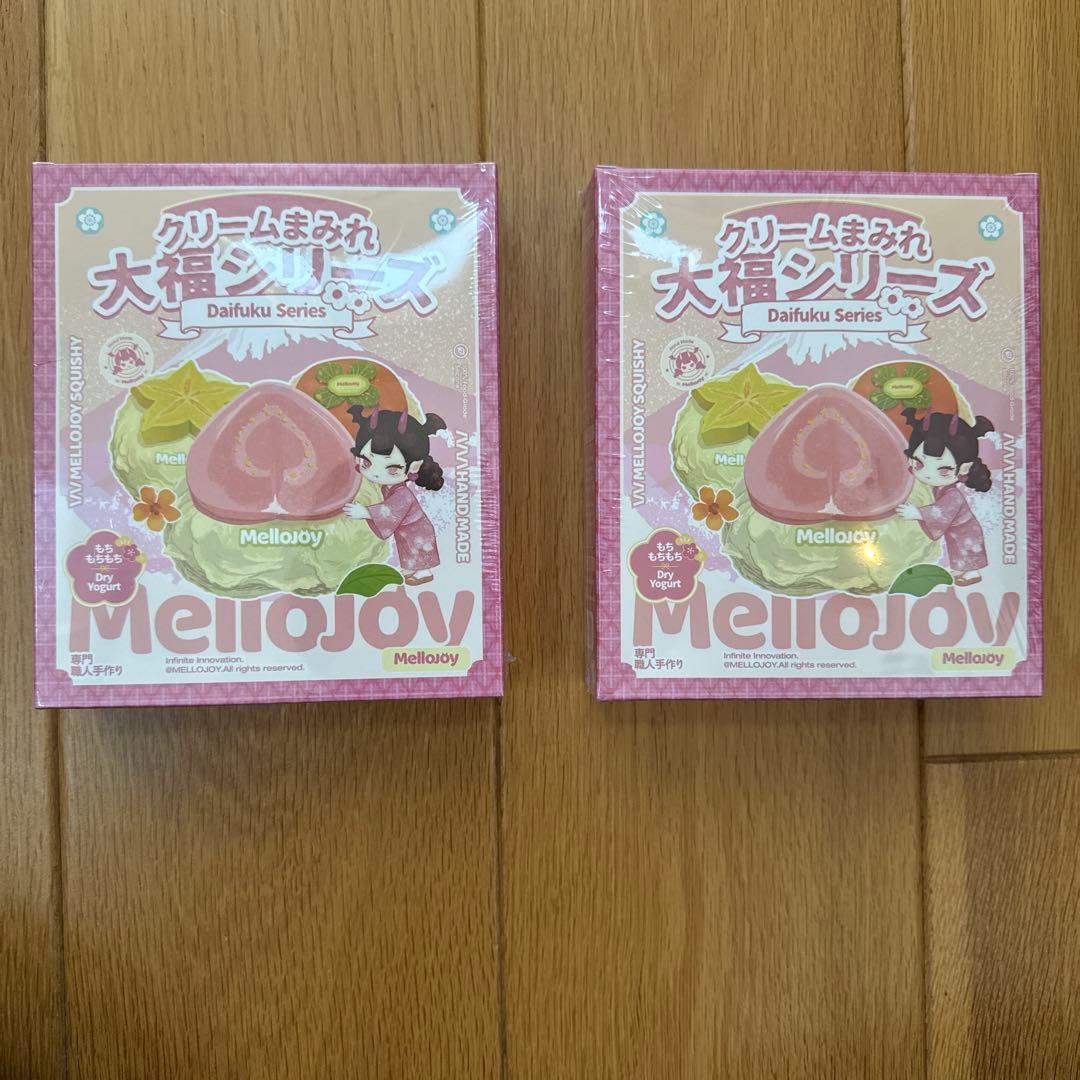 クリームまみれ
大福シリーズ
Daifuku Series
MELLOJOY SQUISHY
HAND MADE
Mello
MelloJoy
MelloJoy
もち
もちもち
Dry
Yogurt
MelloJoy
専門
職人手作り
Infinite Innovation.
@MELLOJOY.All rights reserved.
MelloJoy
クリームまみれ
大福シリーズ
Daifuku Series
MELLOJOY SQUISHY
HAND MADE
Mello
MelloJoy
MelloJoy
もち
もちもち
Dry
Yogurt
MelloJoy
専門
職人手作り
Infinite Innovation.
@MELLOJOY.All rights reserved.
MelloJoy